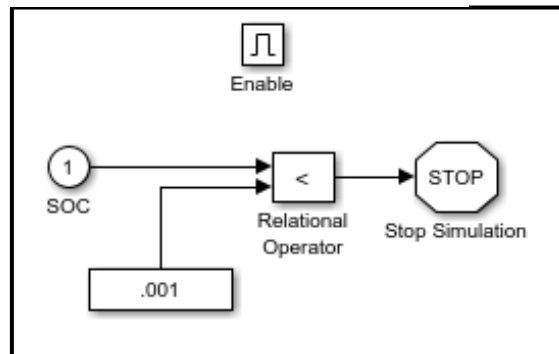 Enable
1
SOC
<
Relational
Operator
STOP
Stop Simulation
.001